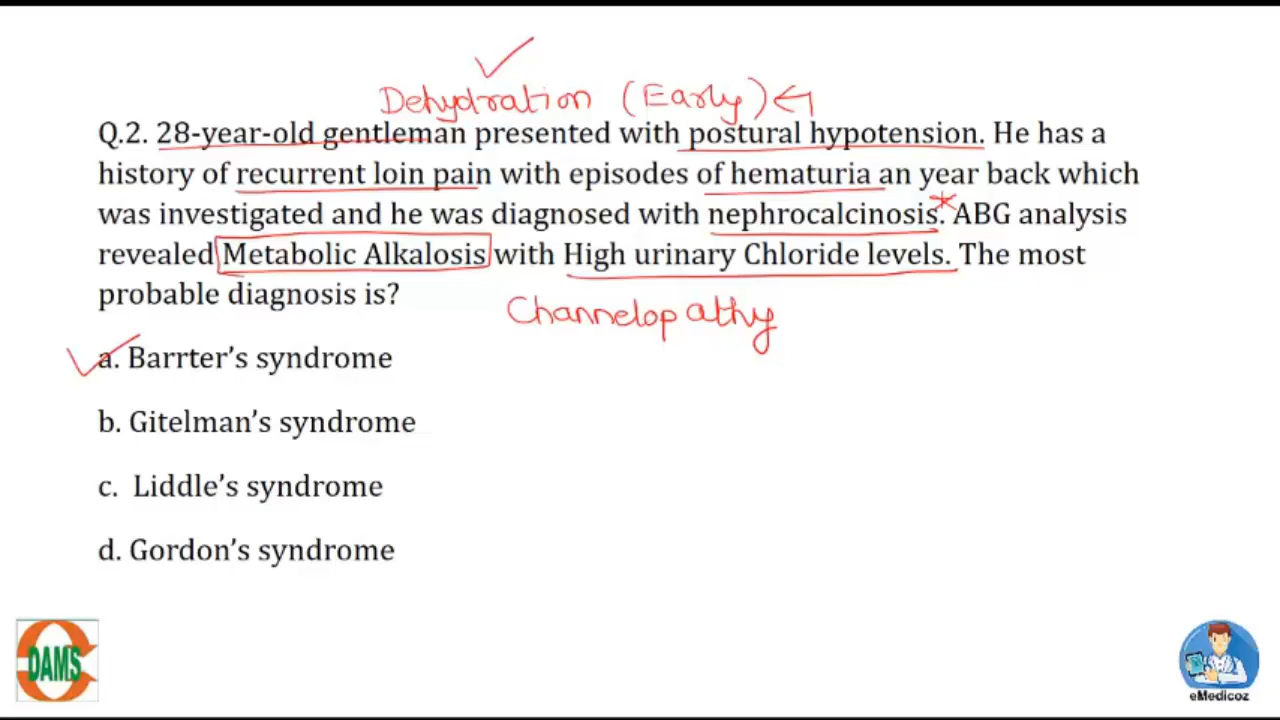 Dehydration (Early)
Q.2. 28-year-old gentleman presented with postural hypotension. He has a
history of recurrent loin pain with episodes of hematuria an year back which
was investigated and he was diagnosed with nephrocalcinosis.* ABG analysis
revealed Metabolic Alkalosis with High urinary Chloride levels. The most
probable diagnosis is?
Channelopathy
a. Barrter’s syndrome
b. Gitelman’s syndrome
c. Liddle’s syndrome
d. Gordon’s syndrome
DAMS
eMedicoz